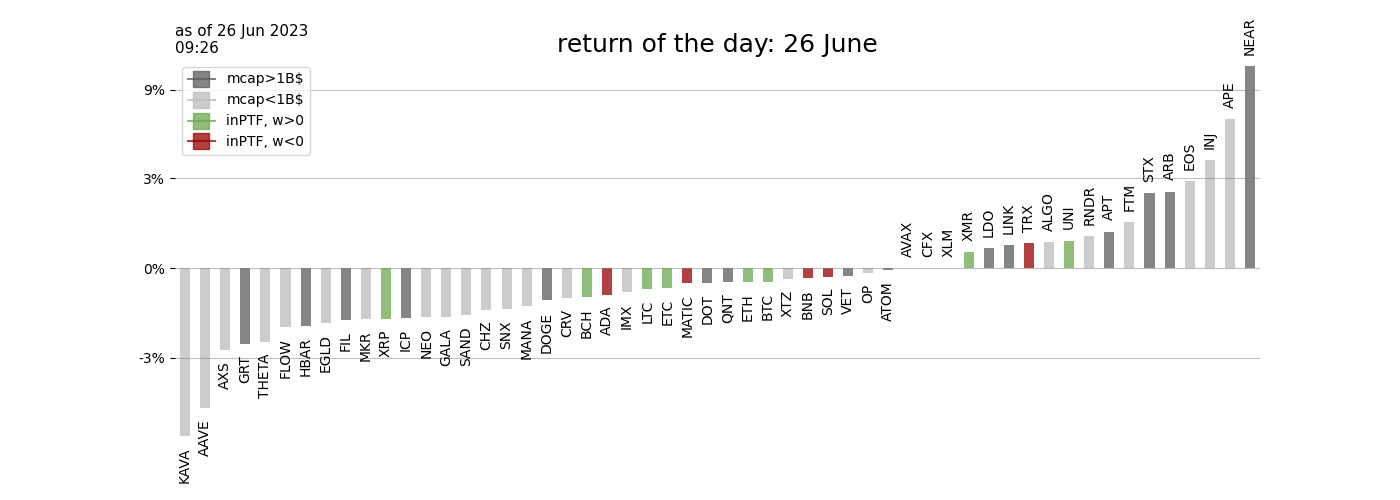 as of 26 Jun 2023
09:26
return of the day: 26 June
mcap>1B$
mcap<1B$
inPTF, w>0
inPTF, w<0
9%
3%
0%
-3%
KAVA
AAVE
AXS
GRT
THETA
FLOW
HBAR
EGLD
FIL
MKR
XRP
ICP
NEO
GALA
SAND
CHZ
SNX
MANA
DOGE
CRV
BCH
ADA
IMX
LTC
ETC
MATIC
DOT
QNT
ETH
BTC
XTZ
BNB
SOL
VET
OP
ATOM
AVAX
CFX
XLM
XMR
LDO
LINK
TRX
ALGO
UNI
RNDR
APT
FTM
STX
ARB
EOS
INJ
APE
NEAR